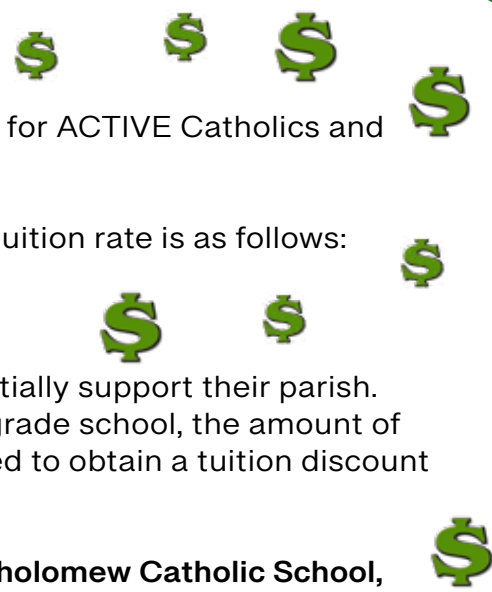 for ACTIVE Catholics and
uition rate is as follows:
tially support their parish.
grade school, the amount of
ed to obtain a tuition discount
holomew Catholic School,